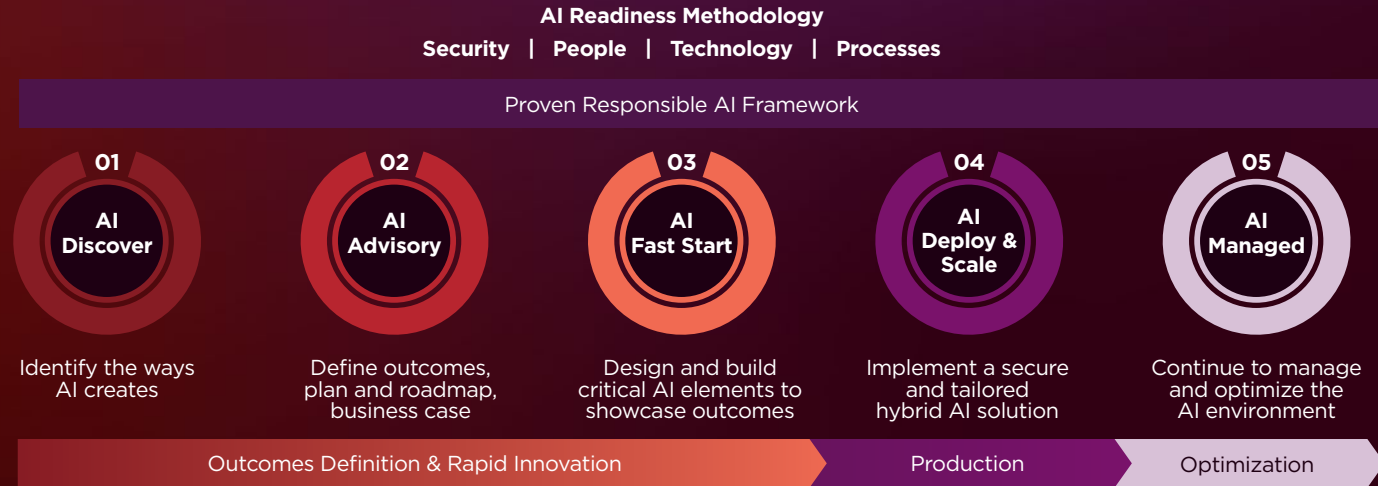 AI Readiness Methodology
Security | People | Technology | Processes
Proven Responsible AI Framework
01
AI
Discover
Identify the ways
AI creates
02
AI
Advisory
Define outcomes,
plan and roadmap,
business case
03
AI
Fast Start
Design and build
critical AI elements to
showcase outcomes
04
AI
Deploy &
Scale
Implement a secure
and tailored
hybrid AI solution
05
AI
Managed
Continue to manage
and optimize the
AI environment
Outcomes Definition & Rapid Innovation
Production
Optimization